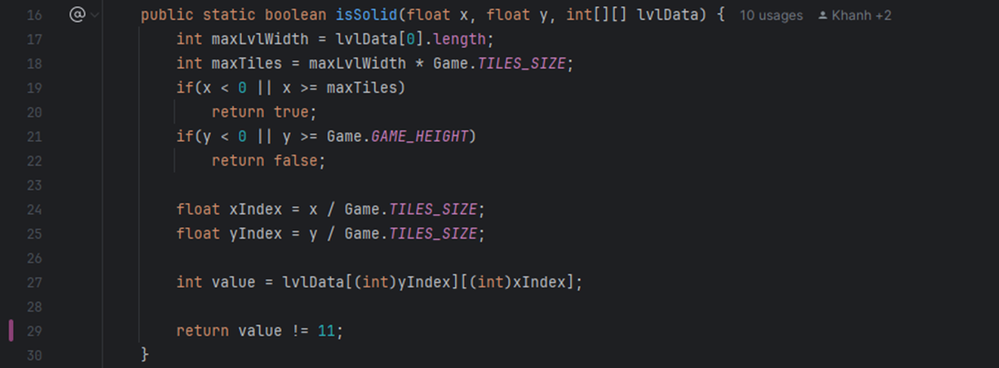 16 @ public static boolean isSolid(float x, float y, int[][] lvlData) { 10 usages Khanh +2
17 int maxLvlWidth = lvlData[0].length;
18 int maxTiles = maxLvlWidth * Game.TILES_SIZE;
19 if(x < 0 || x >= maxTiles)
20 return true;
21 if(y < 0 || y >= Game.GAME_HEIGHT)
22 return false;
23
24 float xIndex = x / Game.TILES_SIZE;
25 float yIndex = y / Game.TILES_SIZE;
26
27 int value = lvlData[(int)yIndex][(int)xIndex];
28
29 return value != 11;
30 }